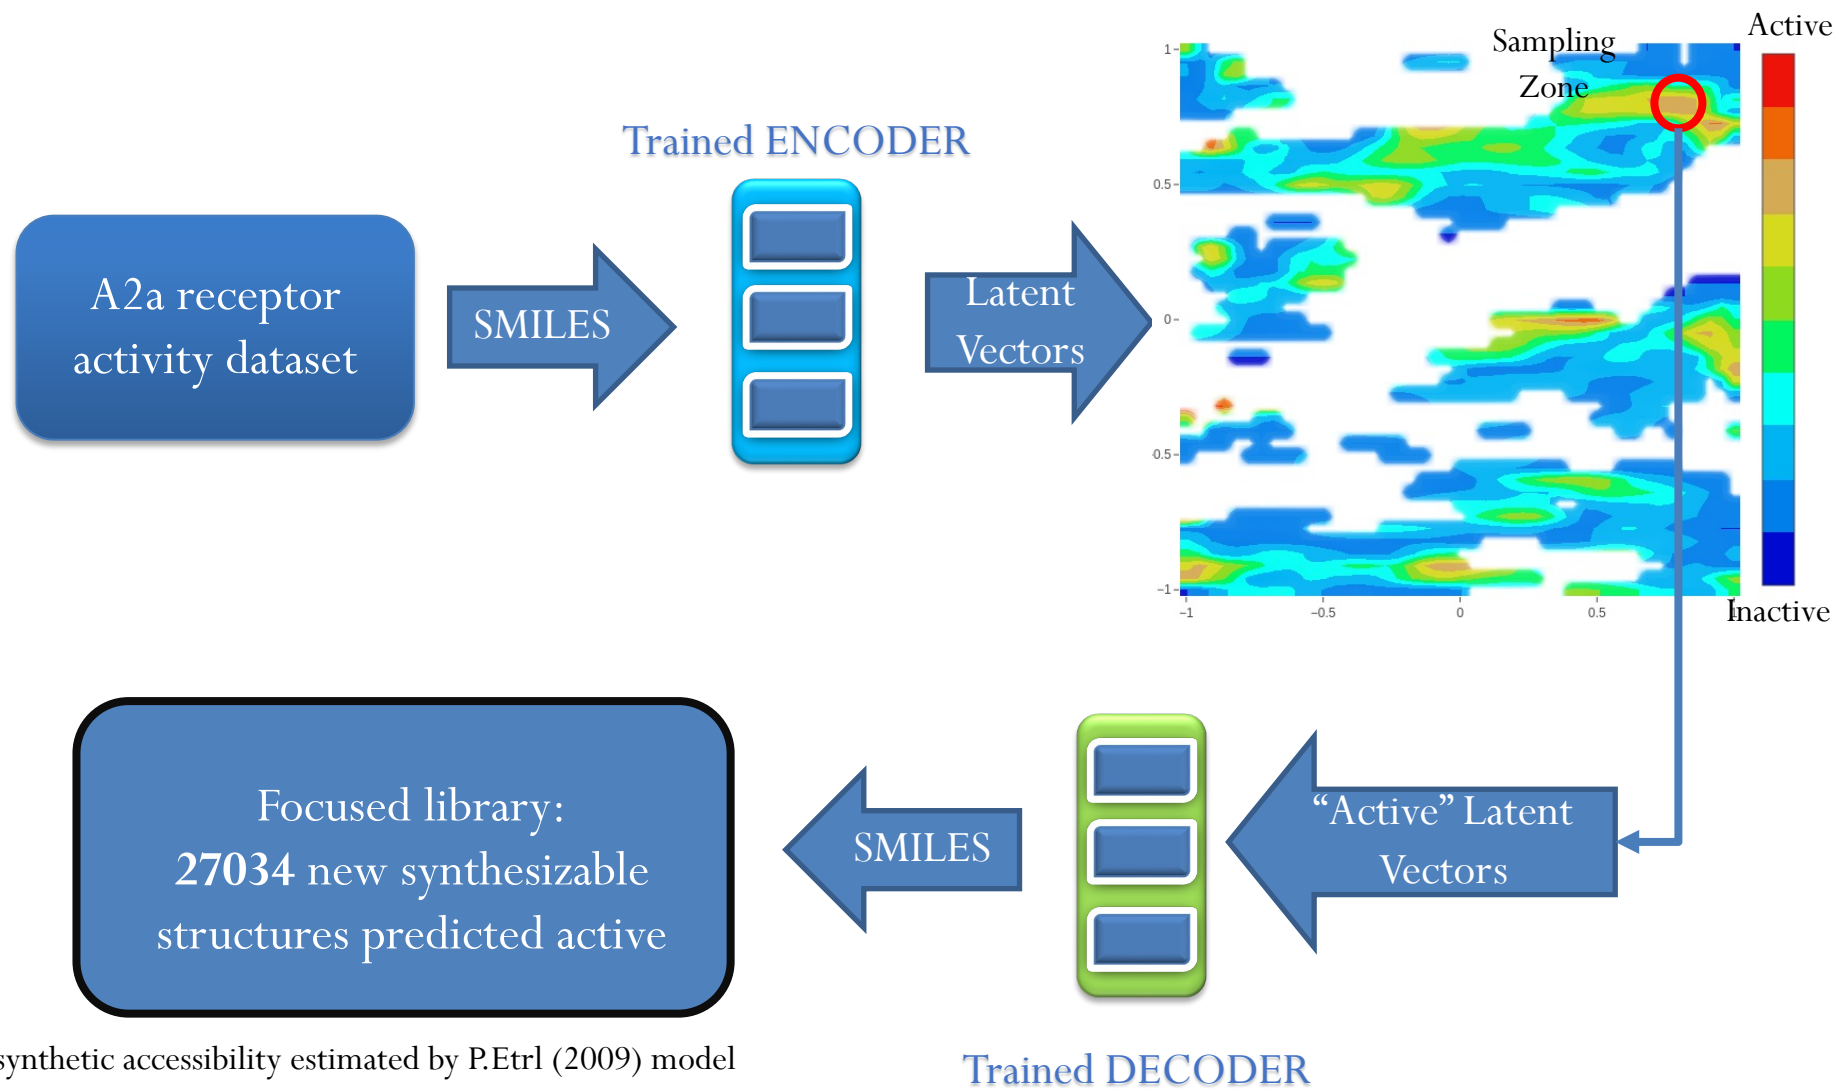 Active
Sampling
Zone
Trained ENCODER
A2a receptor
activity dataset
SMILES
Latent
Vectors
1
0.5
0
0.5
−1
−1
−0.5
0
0.5
1
Inactive
Focused library:
27034 new synthesizable
structures predicted active
SMILES
“Active” Latent
Vectors
synthetic accessibility estimated by P.Etrl (2009) model
Trained DECODER